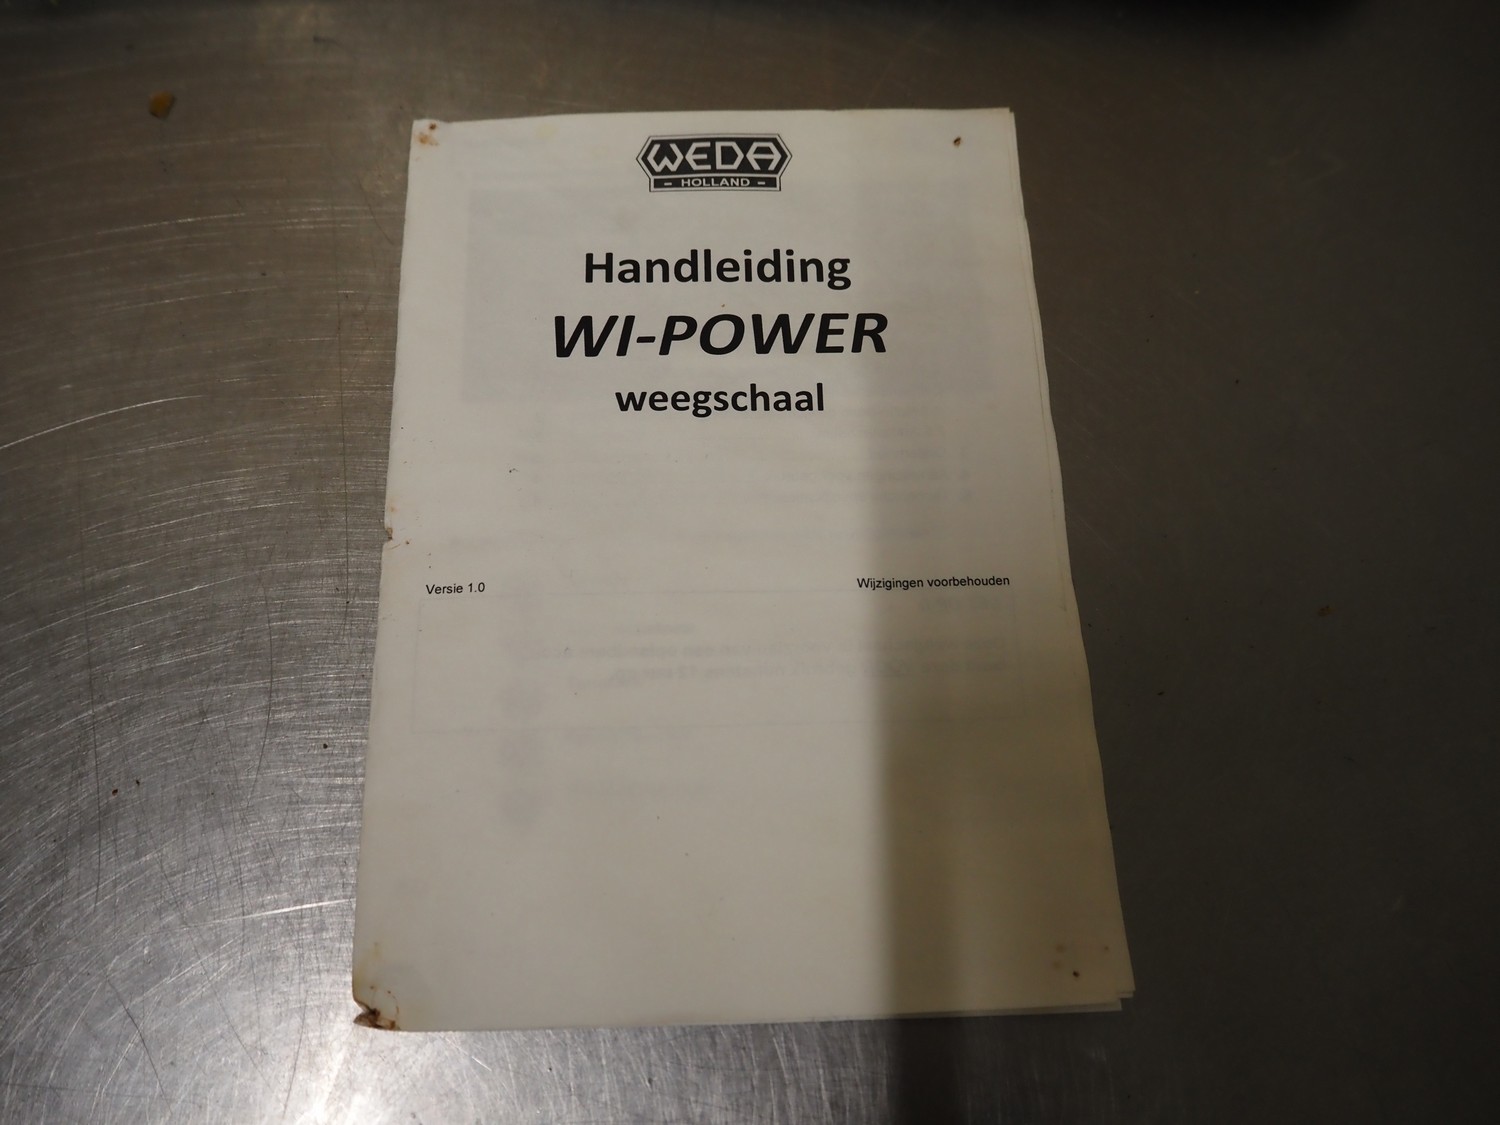 WEDA
- HOLLAND -
Handleiding
WI-POWER
weegschaal
Versie 1.0 Wijzigingen voorbehouden